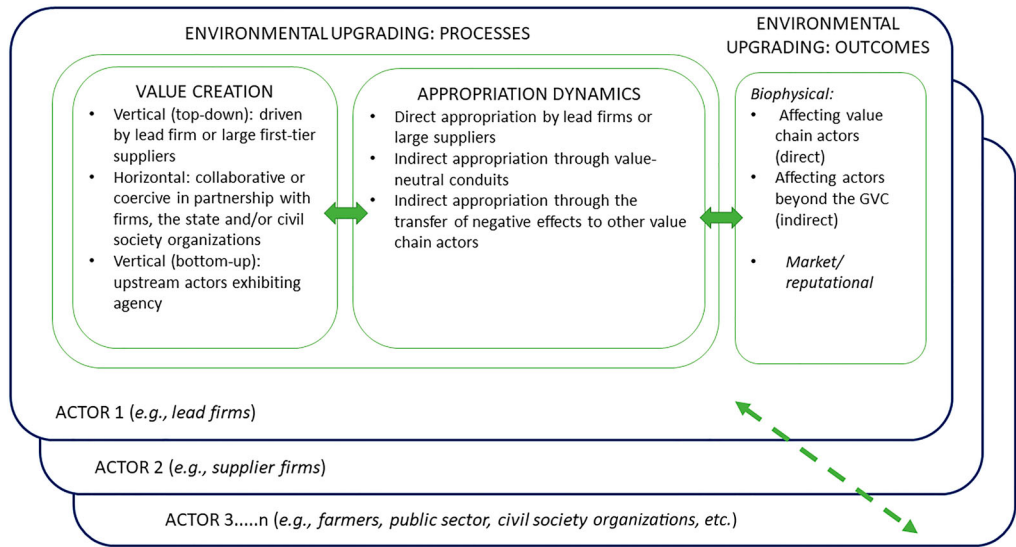 ENVIRONMENTAL UPGRADING: PROCESSES
ENVIRONMENTAL
UPGRADING: OUTCOMES
VALUE CREATION
• Vertical (top-down): driven
by lead firm or large first-tier
suppliers
• Horizontal: collaborative or
coercive in partnership with
firms, the state and/or civil
society organizations
• Vertical (bottom-up):
upstream actors exhibiting
agency
APPROPRIATION DYNAMICS
• Direct appropriation by lead firms or
large suppliers
• Indirect appropriation through value-
neutral conduits
• Indirect appropriation through the
transfer of negative effects to other value
chain actors
Biophysical:
• Affecting value
chain actors
(direct)
• Affecting actors
beyond the GVC
(indirect)
• Market/
reputational
ACTOR 1 (e.g., lead firms)
ACTOR 2 (e.g., supplier firms)
ACTOR 3.....n (e.g., farmers, public sector, civil society organizations, etc.)